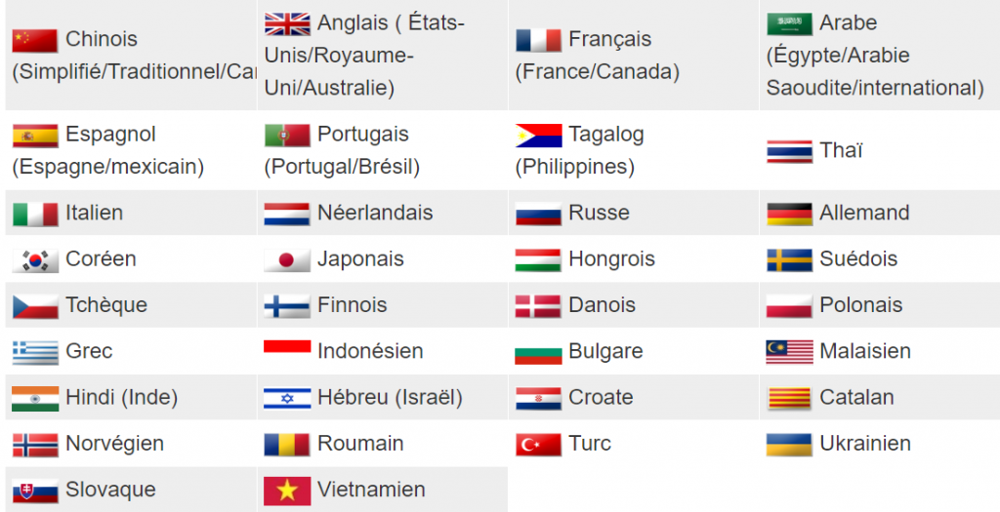 Chinois
(Simplifié/Traditionnel/Ca
Anglais ( États-
Unis/Royaume-
Uni/Australie)
Français
(France/Canada)
Arabe
(Égypte/Arabie
Saoudite/international)
Espagnol
(Espagne/mexicain)
Portugais
(Portugal/Brésil)
Tagalog
(Philippines)
Thaï
Italien
Néerlandais
Russe
Allemand
Coréen
Japonais
Hongrois
Suédois
Tchèque
Finnois
Danois
Polonais
Grec
Indonésien
Bulgare
Malaisien
Hindi (Inde)
Hébreu (Israël)
Croate
Catalan
Norvégien
Roumain
Turc
Ukrainien
Slovaque
Vietnamien